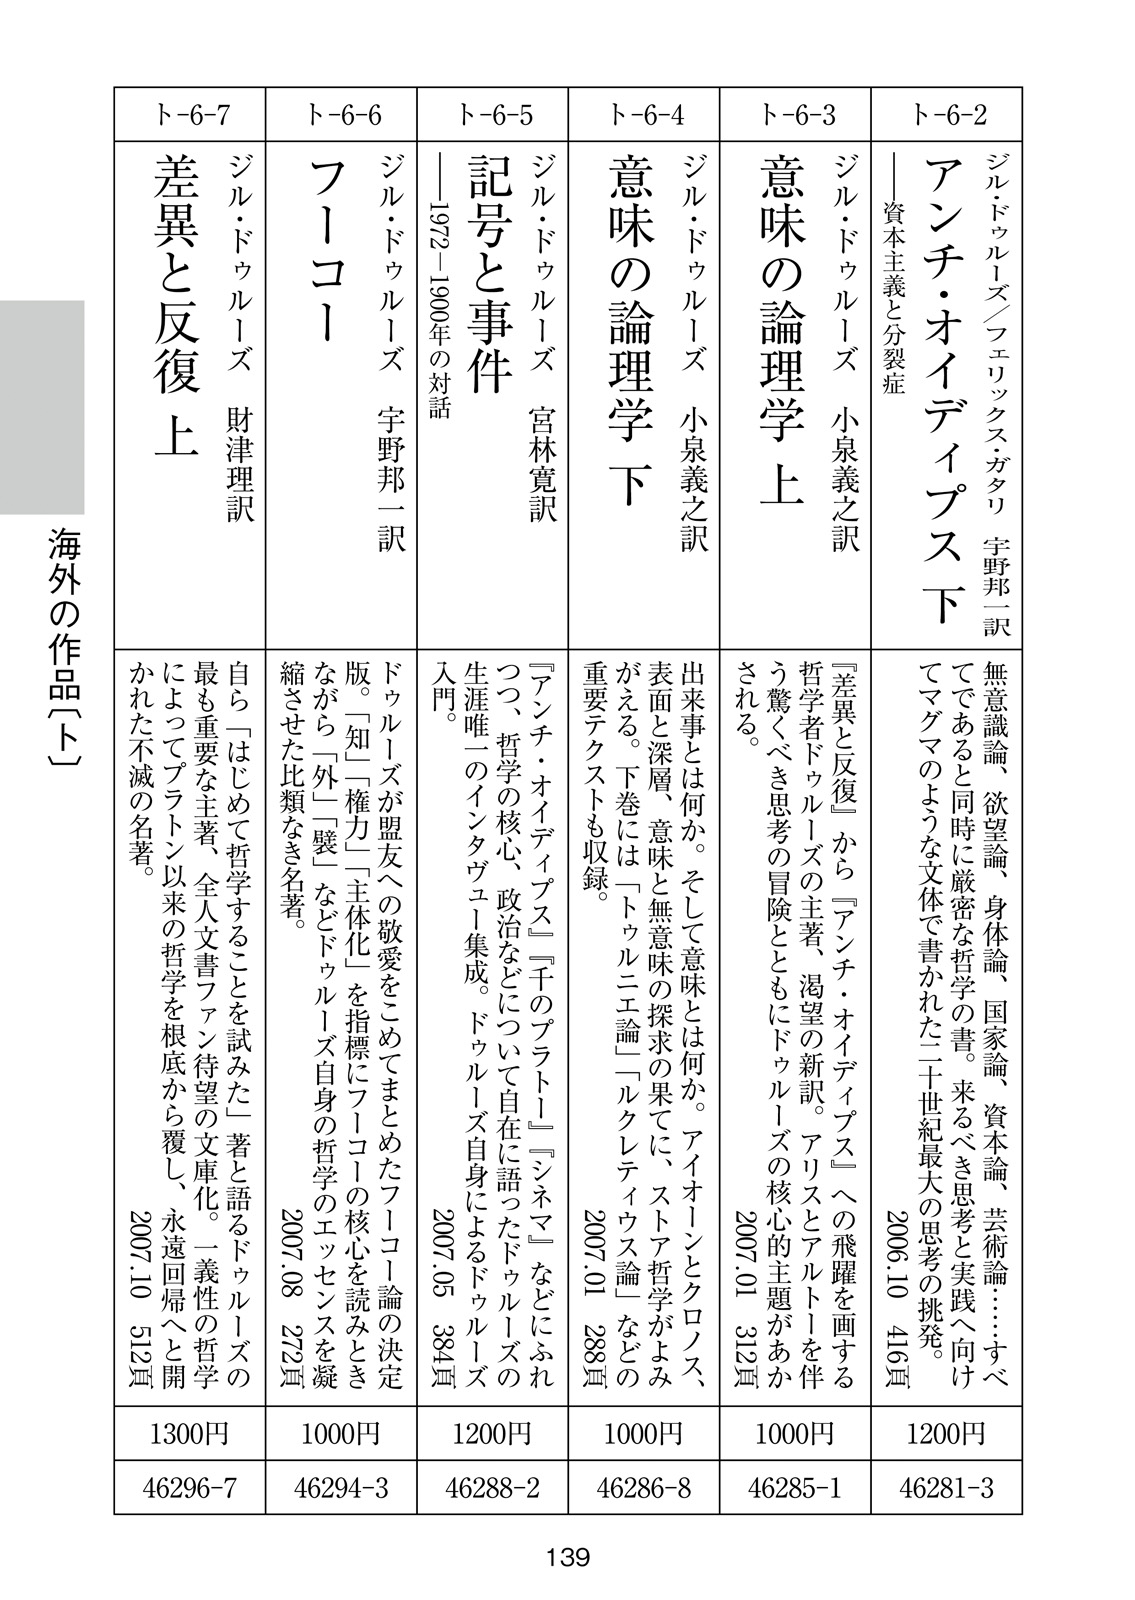 ト-6-2
ジル・ドゥルーズ／フェリックス・ガタリ　宇野邦一訳
アンチ・オイディプス 下
――資本主義と分裂症
無意識論、欲望論、身体論、国家論、資本論、芸術論……すべ
てであると同時に厳密な哲学の書。来るべき思考と実践へ向け
てマグマのような文体で書かれた二十世紀最大の思考の挑発。
2006.10　416頁
1200円
46281-3
ト-6-3
ジル・ドゥルーズ　小泉義之訳
意味の論理学 上
『差異と反復』から『アンチ・オイディプス』への飛躍を画する
哲学者ドゥルーズの主著、渇望の新訳。アリスとアルトーを伴
う驚くべき思考の冒険とともにドゥルーズの核心的主題があか
される。
2007.01　312頁
1000円
46285-1
ト-6-4
ジル・ドゥルーズ　小泉義之訳
意味の論理学 下
出来事とは何か。そして意味とは何か。アイオーンとクロノス、
表面と深層、意味と無意味の探求の果てに、ストア哲学がよみ
がえる。下巻には「トゥルニエ論」「ルクレティウス論」などの
重要テクストも収録。
2007.01　288頁
1000円
46286-8
ト-6-5
ジル・ドゥルーズ　宮林寛訳
記号と事件
――1972－1900年の対話
『アンチ・オイディプス』『千のプラトー』『シネマ』などにふれ
つつ、哲学の核心、政治などについて自在に語ったドゥルーズの
生涯唯一のインタヴュー集成。ドゥルーズ自身によるドゥルーズ
入門。
2007.05　384頁
1200円
46288-2
ト-6-6
ジル・ドゥルーズ　宇野邦一訳
フーコー
ドゥルーズが盟友への敬愛をこめてまとめたフーコー論の決定
版。「知」「権力」「主体化」を指標にフーコーの核心を読みとき
ながら「外」「襞」などドゥルーズ自身の哲学のエッセンスを凝
縮させた比類なき名著。
2007.08　272頁
1000円
46294-3
ト-6-7
ジル・ドゥルーズ　財津理訳
差異と反復 上
自ら「はじめて哲学することを試みた」著と語るドゥルーズの
最も重要な主著、全人文書ファン待望の文庫化。一義性の哲学
によってプラトン以来の哲学を根底から覆し、永遠回帰へと開
かれた不滅の名著。
2007.10　512頁
1300円
46296-7
海外の作品〔ト〕
139